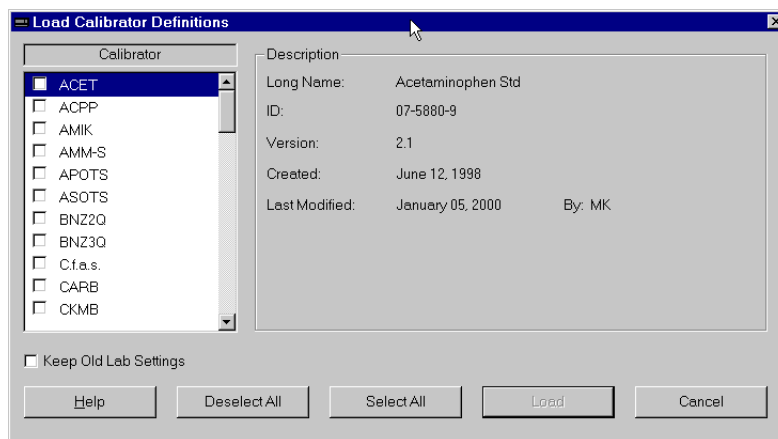 Load Calibrator Definitions
Calibrator
ACET
ACPP
AMIK
AMM-S
APOTS
ASOTS
BNZ2Q
BNZ3Q
C.f.a.s.
CARB
CKMB
Description
Long Name: Acetaminophen Std
ID: 07-5880-9
Version: 2.1
Created: June 12, 1998
Last Modified: January 05, 2000 By: MK
Keep Old Lab Settings
Help Deselect All Select All Load Cancel